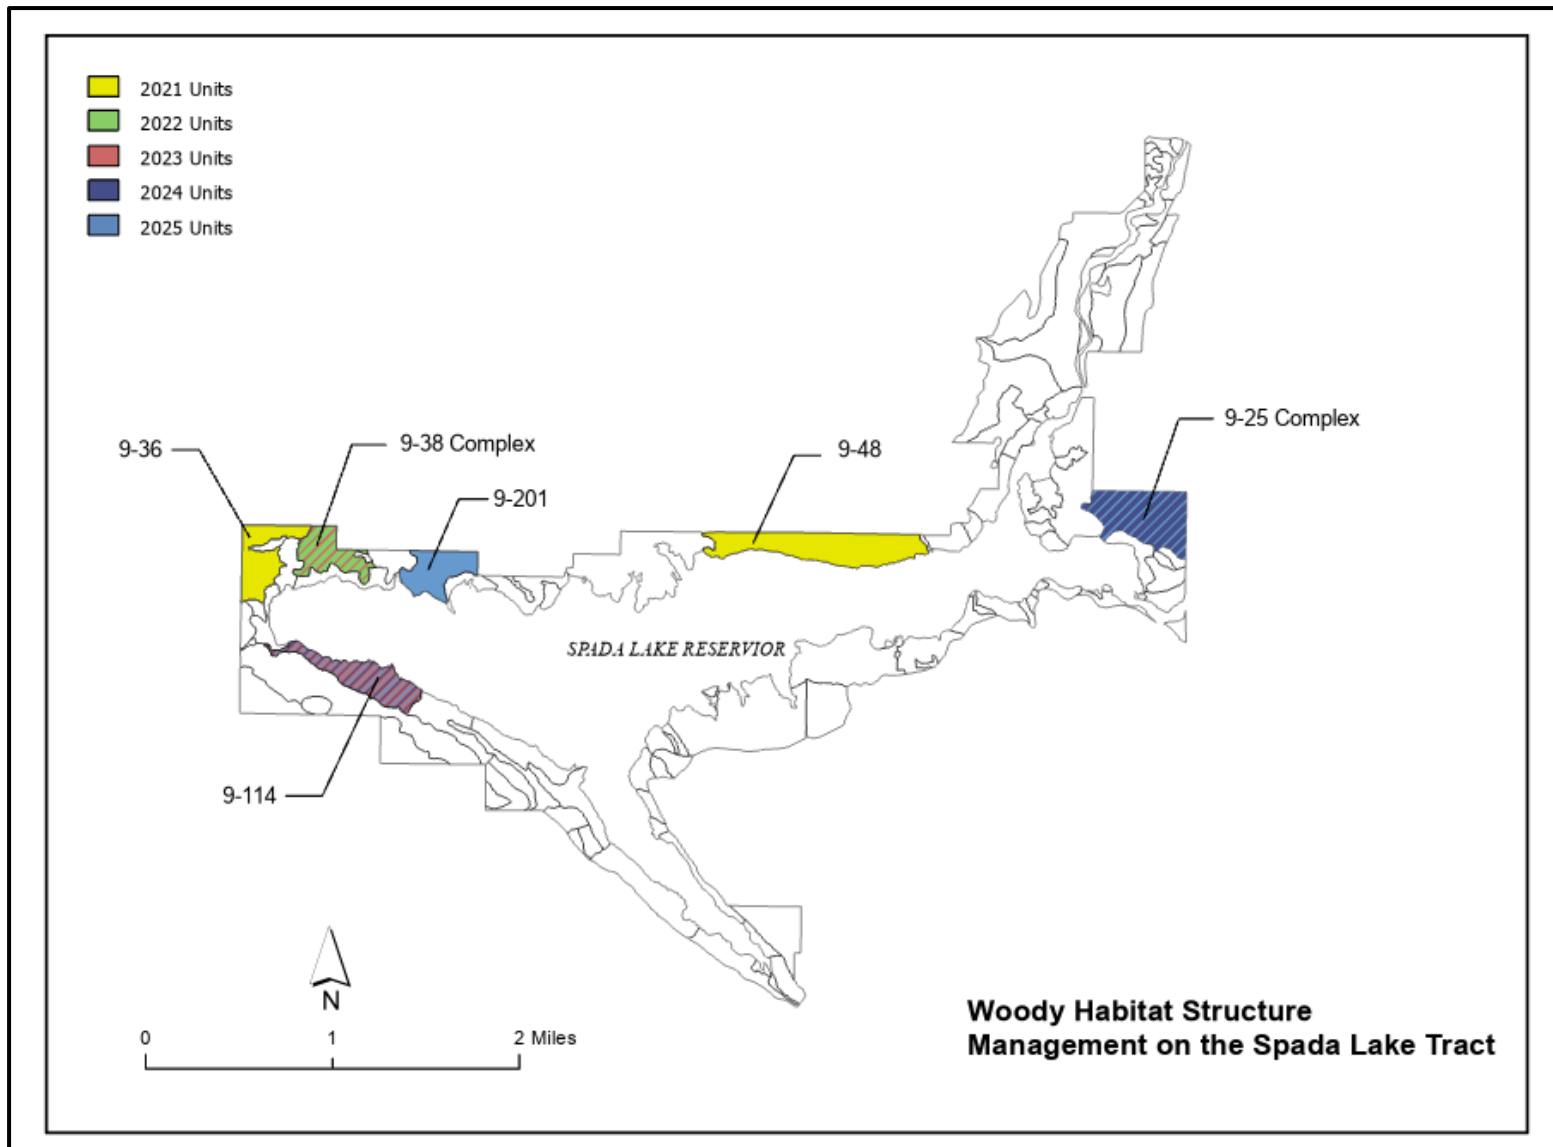 2021 Units
2022 Units
2023 Units
2024 Units
2025 Units
9-25 Complex
9-36
9-38 Complex
9-48
9-201
SPADA LAKE RESERVIOR
9-114
N
0 1 2 Miles
Woody Habitat Structure
Management on the Spada Lake Tract